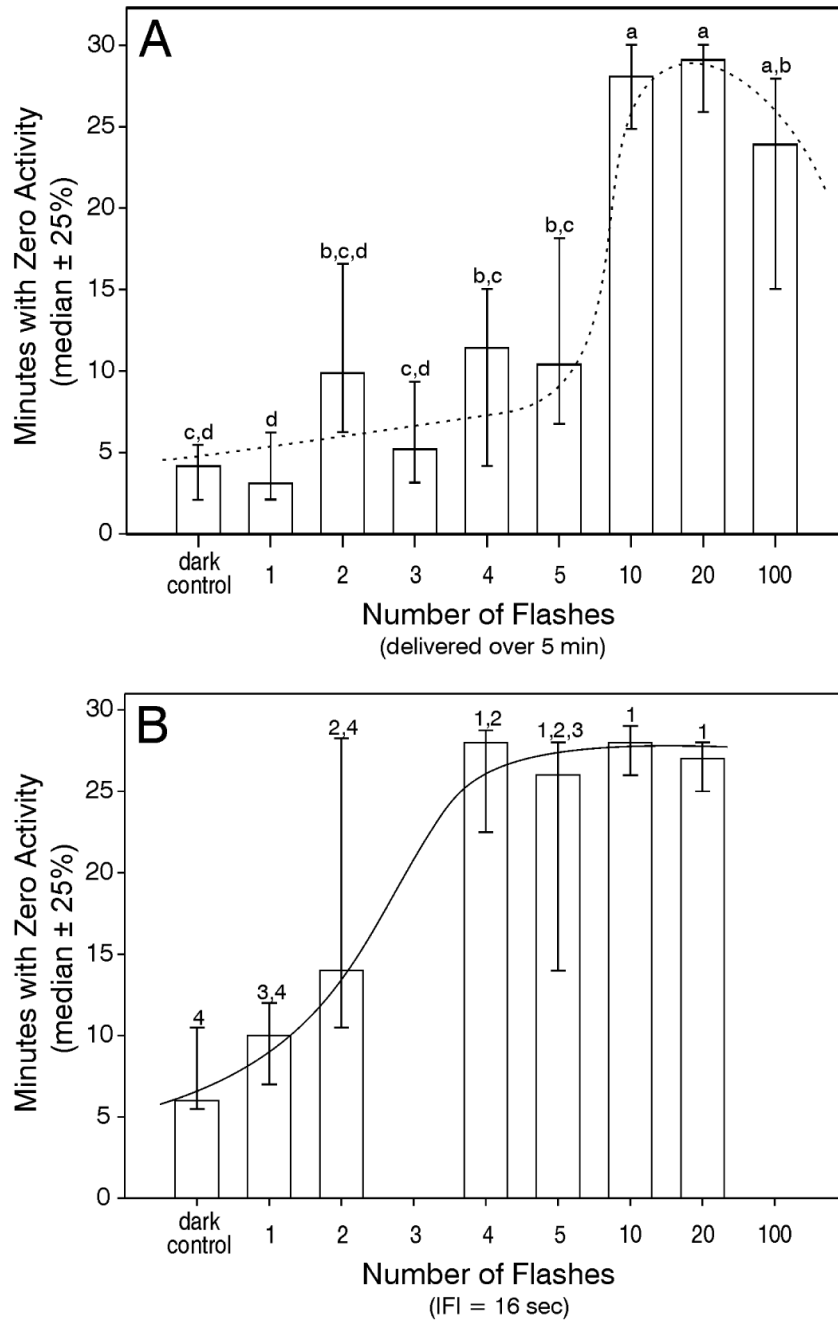 A
Minutes with Zero Activity
(median ± 25%)
30
25
20
15
10
5
0
c,d
d
b,c,d
c,d
b,c
b,c
a
a
a,b
dark
control
1
2
3
4
5
10
20
100
Number of Flashes
(delivered over 5 min)
B
Minutes with Zero Activity
(median ± 25%)
30
25
20
15
10
5
0
4
3,4
2,4
1,2
1,2,3
1
1
dark
control
1
2
3
4
5
10
20
100
Number of Flashes
(IFI = 16 sec)